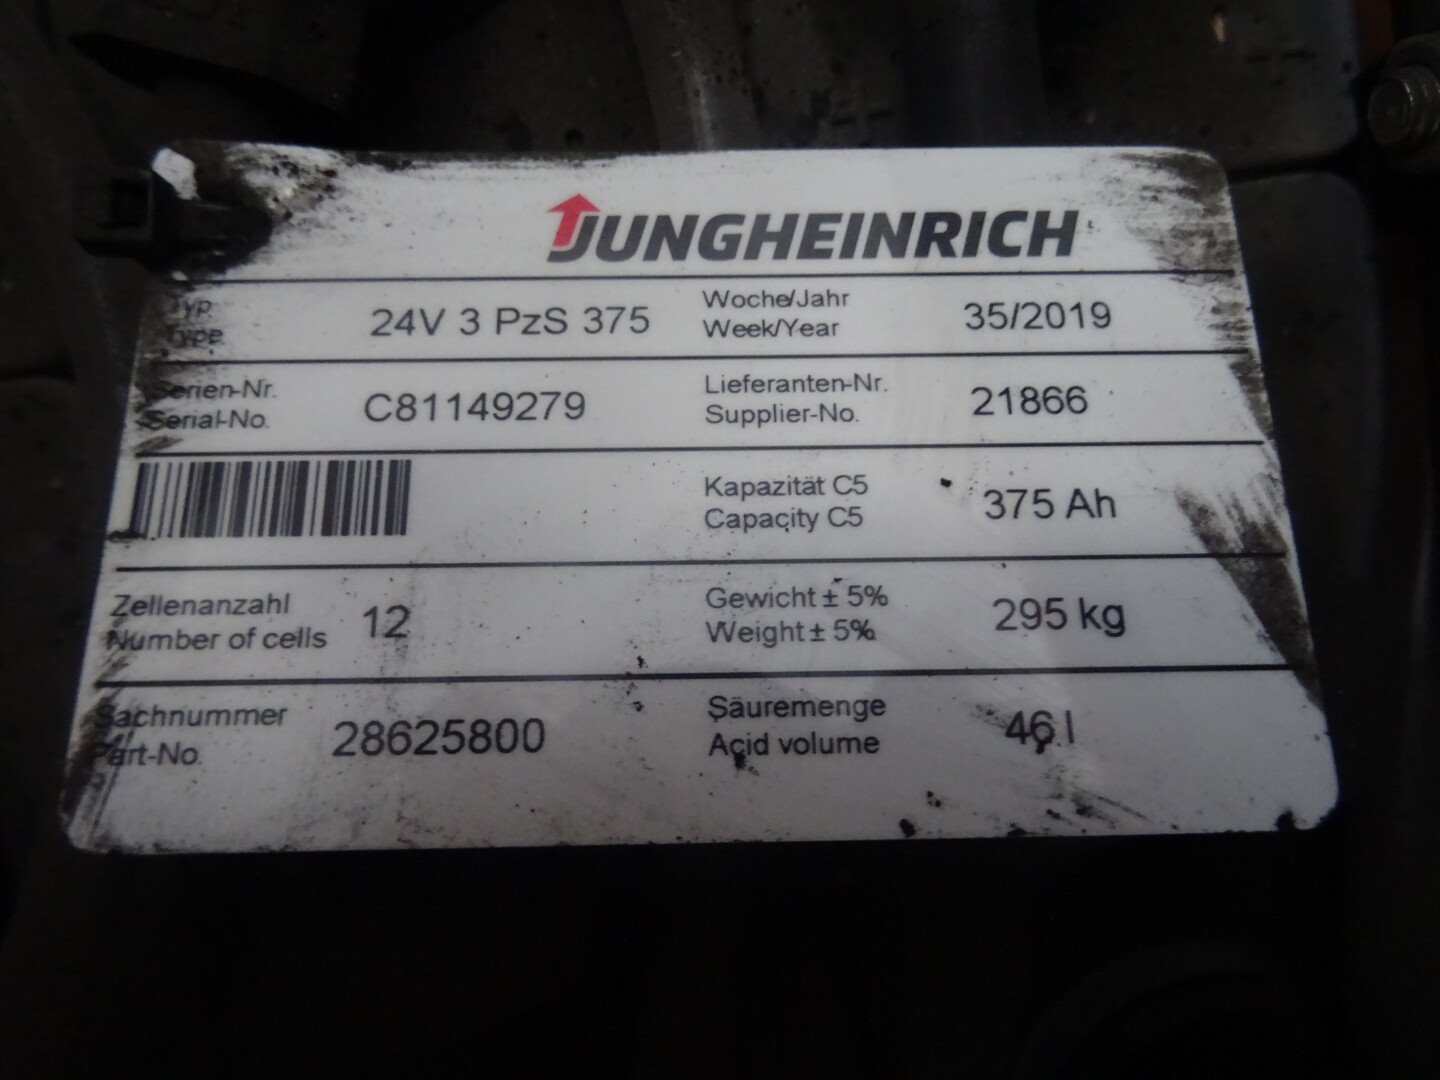 JUNGHEINRICH
Typ
Type
24V 3 PzS 375
Woche/Jahr
Week/Year
35/2019
Serien-Nr.
Serial-No.
C81149279
Lieferanten-Nr.
Supplier-No.
21866
Kapazität C5
Capacity C5
375 Ah
Zellenanzahl
Number of cells
12
Gewicht ± 5%
Weight ± 5%
295 kg
Sachnummer
Part-No.
28625800
Säuremenge
Acid volume
46 l